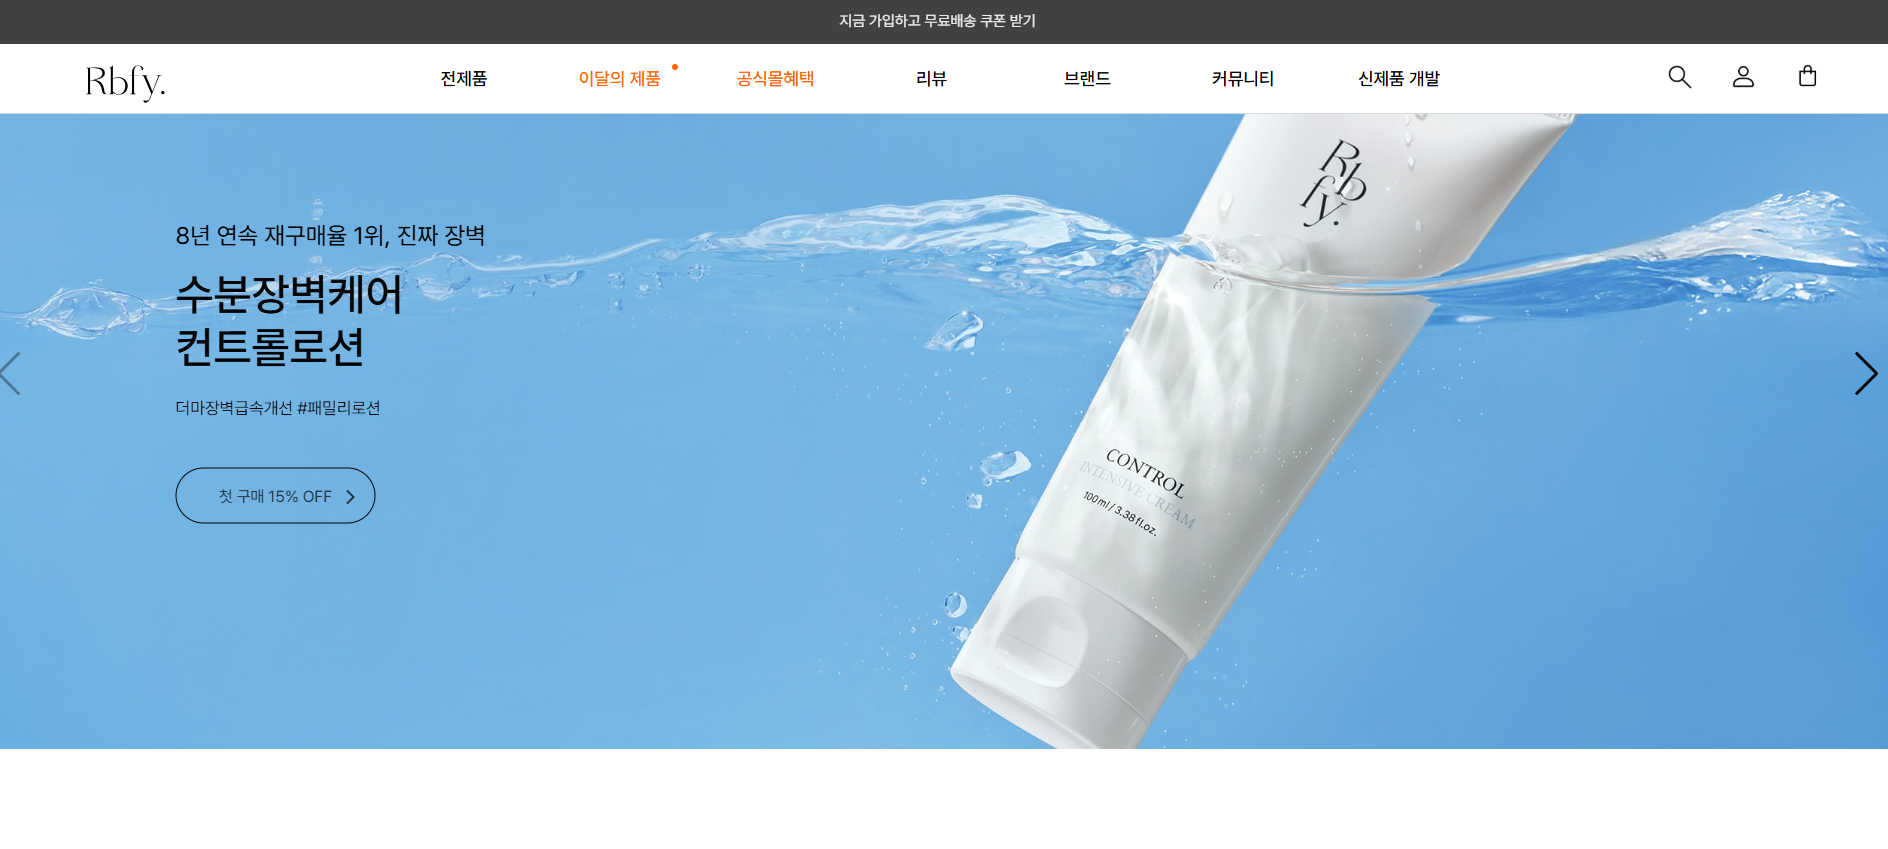 지금 가입하고 무료배송 쿠폰 받기
Rbfy.
전제품
이달의 제품
공식몰혜택
리뷰
브랜드
커뮤니티
신제품 개발
8년 연속 재구매율 1위, 진짜 장벽
수분장벽케어
컨트롤로션
더마장벽급속개선 #패밀리로션
첫 구매 15% OFF
Rb
fy.
CONTROL
INTENSIVE CREAM
100ml / 3.38fl.oz.